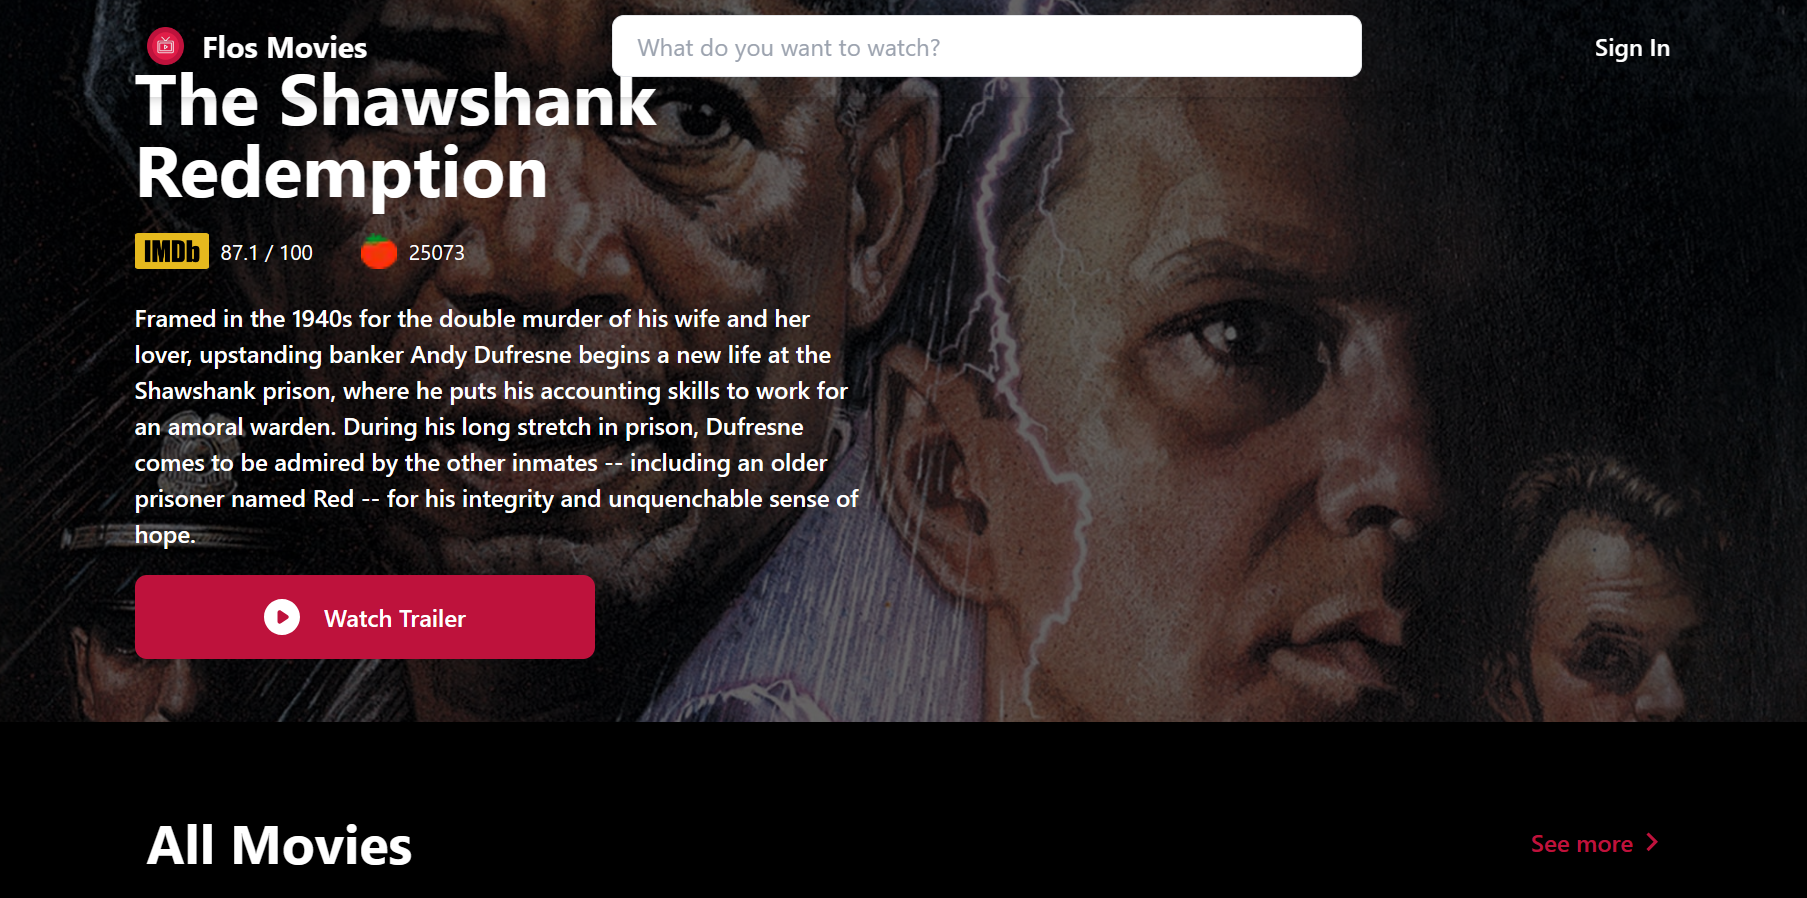 Flos Movies
What do you want to watch?
Sign In
The Shawshank
Redemption
IMDb 87.1 / 100 25073
Framed in the 1940s for the double murder of his wife and her
lover, upstanding banker Andy Dufresne begins a new life at the
Shawshank prison, where he puts his accounting skills to work for
an amoral warden. During his long stretch in prison, Dufresne
comes to be admired by the other inmates -- including an older
prisoner named Red -- for his integrity and unquenchable sense of
hope.
Watch Trailer
All Movies
See more